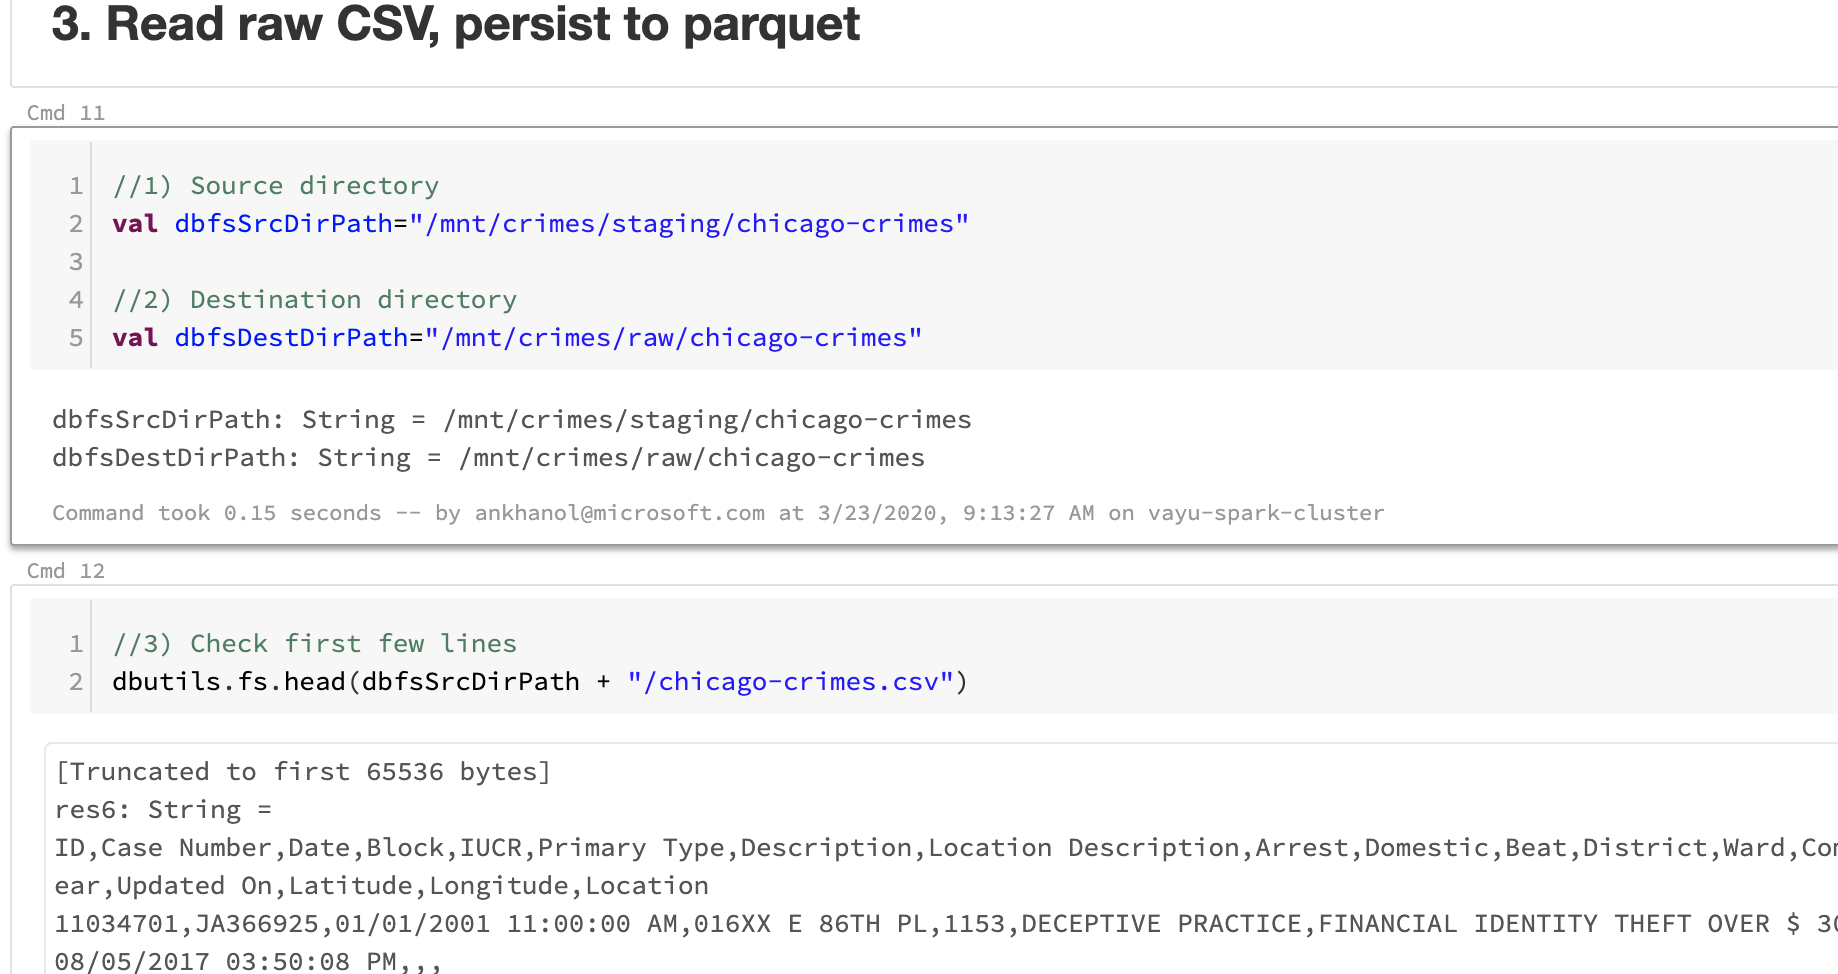 3. Read raw CSV, persist to parquet
Cmd 11
1 //1) Source directory
2 val dbfsSrcDirPath="/mnt/crimes/staging/chicago-crimes"
3
4 //2) Destination directory
5 val dbfsDestDirPath="/mnt/crimes/raw/chicago-crimes"
dbfsSrcDirPath: String = /mnt/crimes/staging/chicago-crimes
dbfsDestDirPath: String = /mnt/crimes/raw/chicago-crimes
Command took 0.15 seconds -- by ankhanol@microsoft.com at 3/23/2020, 9:13:27 AM on vayu-spark-cluster
Cmd 12
1 //3) Check first few lines
2 dbutils.fs.head(dbfsSrcDirPath + "/chicago-crimes.csv")
[Truncated to first 65536 bytes]
res6: String =
ID,Case Number,Date,Block,IUCR,Primary Type,Description,Location Description,Arrest,Domestic,Beat,District,Ward,
ear,Updated On,Latitude,Longitude,Location
11034701,JA366925,01/01/2001 11:00:00 AM,016XX E 86TH PL,1153,DECEPTIVE PRACTICE,FINANCIAL IDENTITY THEFT OVER $
08/05/2017 03:50:08 PM,,,